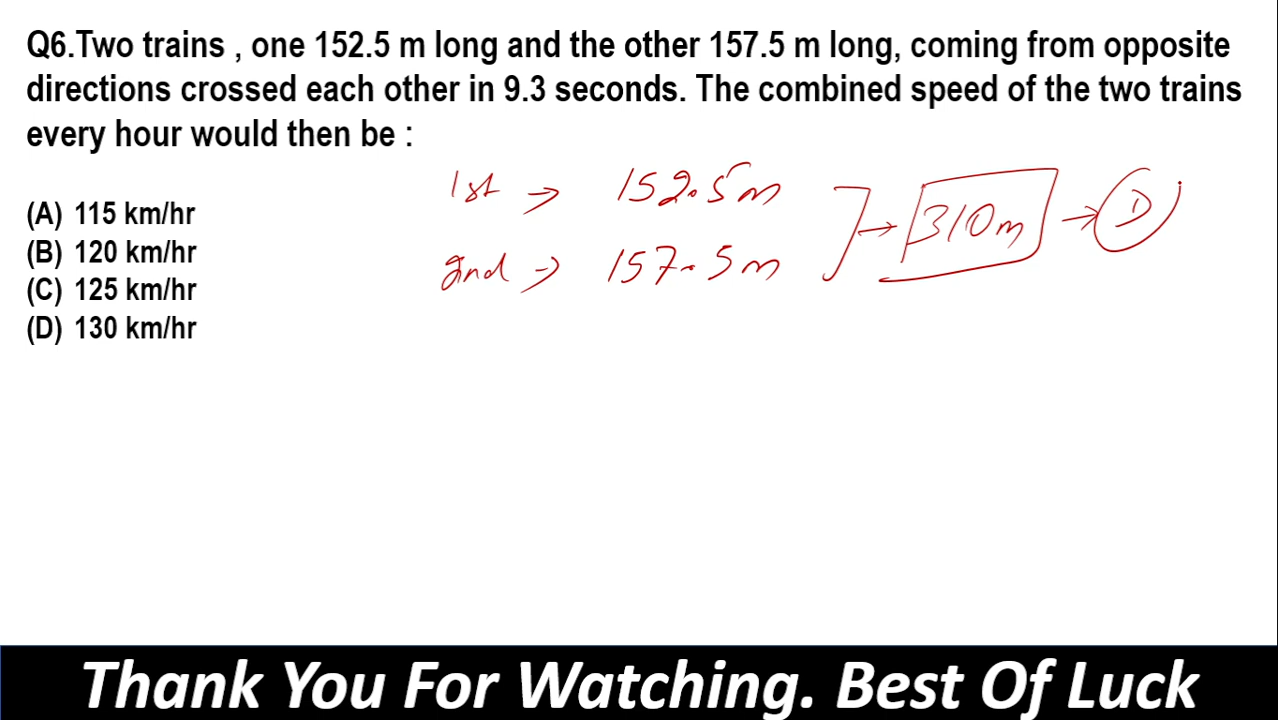 Q6.Two trains , one 152.5 m long and the other 157.5 m long, coming from opposite
directions crossed each other in 9.3 seconds. The combined speed of the two trains
every hour would then be :
1st → 152.5m
2nd → 157.5m
→ 310m → D
(A) 115 km/hr
(B) 120 km/hr
(C) 125 km/hr
(D) 130 km/hr
Thank You For Watching. Best Of Luck